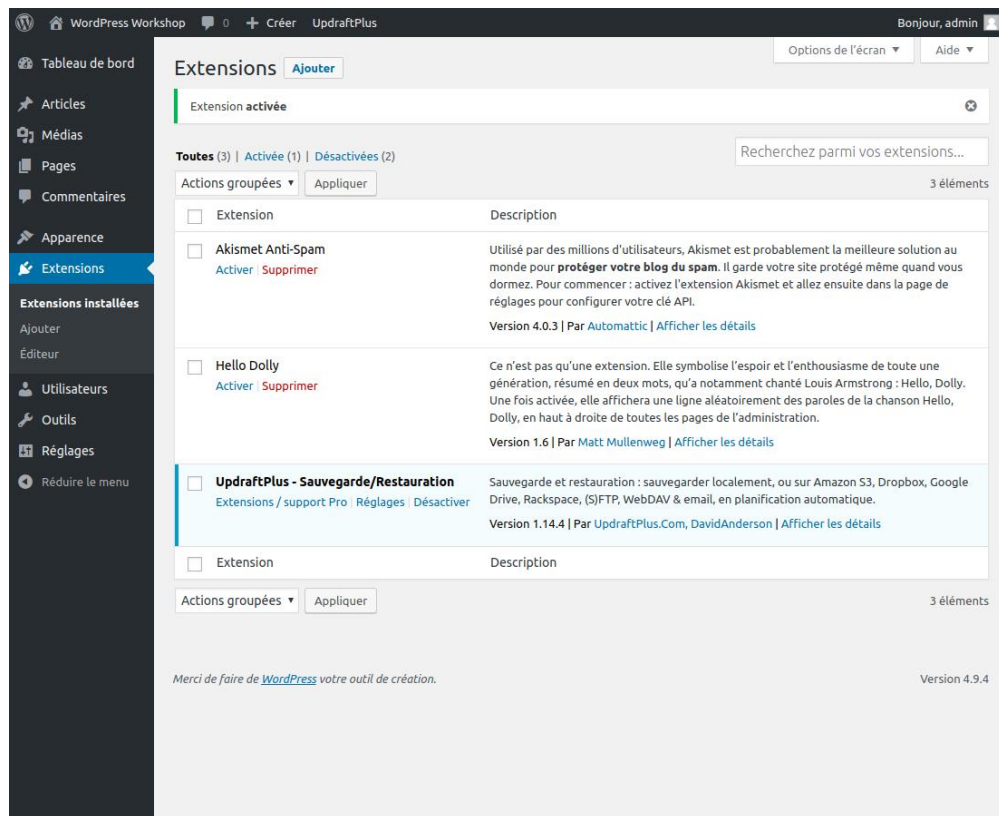 WordPress Workshop 0 + Créer UpdraftPlus Bonjour, admin
Options de l'écran ▼ Aide ▼
Tableau de bord
Articles
Médias
Pages
Commentaires
Apparence
Extensions
Extensions installées
Ajouter
Éditeur
Utilisateurs
Outils
Réglages
Réduire le menu
Extensions Ajouter
Extension activée
Toutes (3) | Activée (1) | Désactivées (2)
Recherchez parmi vos extensions...
Actions groupées ▼ Appliquer
3 éléments
Extension Description
Akismet Anti-Spam
Activer | Supprimer
Utilisé par des millions d'utilisateurs, Akismet est probablement la meilleure solution au
monde pour protéger votre blog du spam. Il garde votre site protégé même quand vous
dormez. Pour commencer : activez l'extension Akismet et allez ensuite dans la page de
réglages pour configurer votre clé API.
Version 4.0.3 | Par Automattic | Afficher les détails
Hello Dolly
Activer | Supprimer
Ce n'est pas qu'une extension. Elle symbolise l'espoir et l'enthousiasme de toute une
génération, résumé en deux mots, qu'a notamment chanté Louis Armstrong : Hello, Dolly.
Une fois activée, elle affichera une ligne aléatoirement des paroles de la chanson Hello,
Dolly, en haut à droite de toutes les pages de l'administration.
Version 1.6 | Par Matt Mullenweg | Afficher les détails
UpdraftPlus - Sauvegarde/Restauration
Extensions / support Pro | Réglages | Désactiver
Sauvegarde et restauration : sauvegarder localement, ou sur Amazon S3, Dropbox, Google
Drive, Rackspace, (S)FTP, WebDAV & email, en planification automatique.
Version 1.14.4 | Par UpdraftPlus.Com, DavidAnderson | Afficher les détails
Extension Description
Actions groupées ▼ Appliquer
3 éléments
Merci de faire de WordPress votre outil de création.
Version 4.9.4